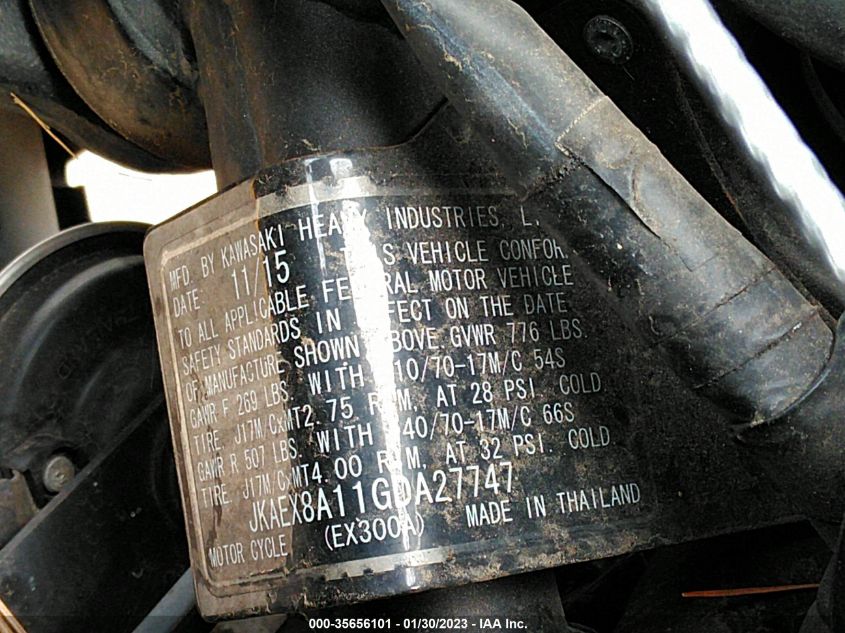 MFD. BY KAWASAKI HEAVY INDUSTRIES, L.
DATE 11/15 S VEHICLE CONFOR
TO ALL APPLICABLE FEDERAL MOTOR VEHICLE
SAFETY STANDARDS IN EFFECT ON THE DATE
OF MANUFACTURE SHOWN ABOVE. GVWR 776 LBS.
GAWR F 269 LBS. WITH 10/70-17M/C 54S
TIRE, J17M/CXMT2.75 RIM, AT 28 PSI COLD
GAWR R 507 LBS. WITH 40/70-17M/C 66S
TIRE, J17M/CXMT4.00 RIM, AT 32 PSI. COLD
JKAEX8A11GDA27747
MOTOR CYCLE (EX300A) MADE IN THAILAND
000-35656101 - 01/30/2023 - IAA Inc.